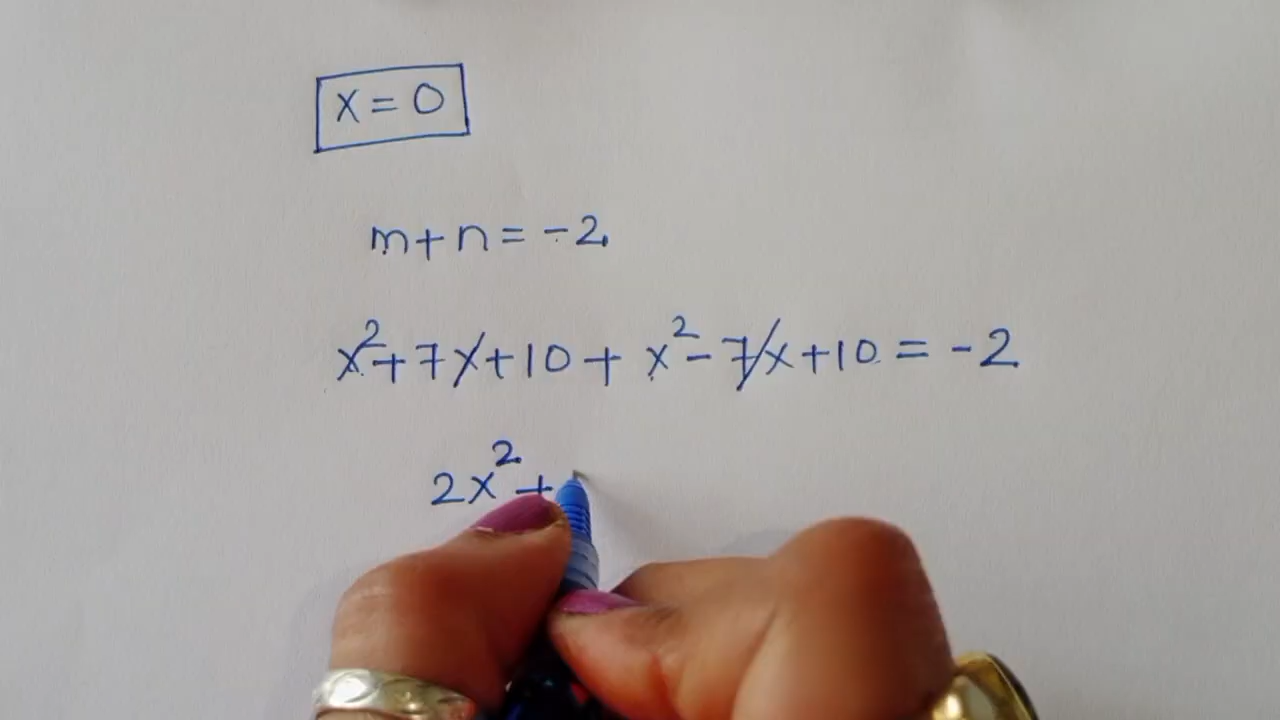 x = 0
m + n = -2
x² + 7x + 10 + x² - 7x + 10 = -2
2x² +